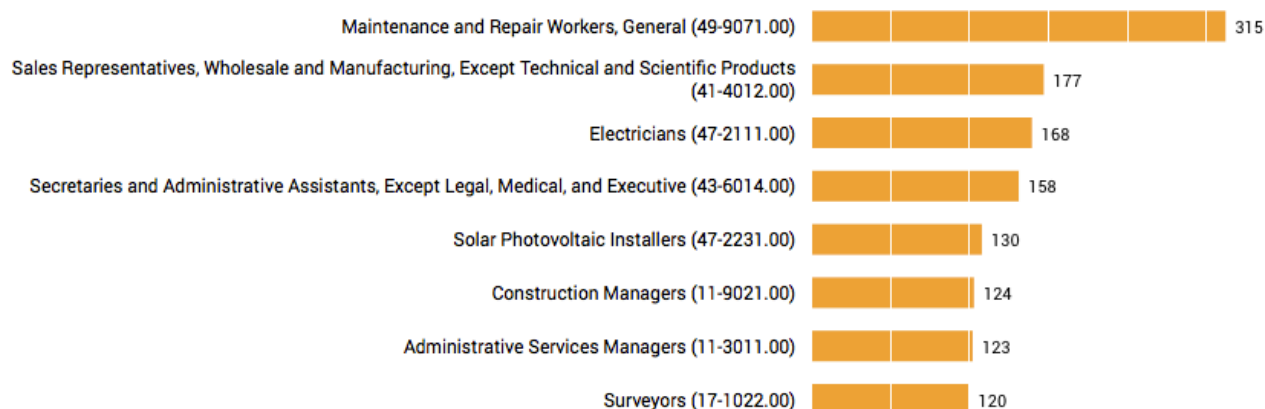 Maintenance and Repair Workers, General (49-9071.00) 315
Sales Representatives, Wholesale and Manufacturing, Except Technical and Scientific Products
(41-4012.00) 177
Electricians (47-2111.00) 168
Secretaries and Administrative Assistants, Except Legal, Medical, and Executive (43-6014.00) 158
Solar Photovoltaic Installers (47-2231.00) 130
Construction Managers (11-9021.00) 124
Administrative Services Managers (11-3011.00) 123
Surveyors (17-1022.00) 120